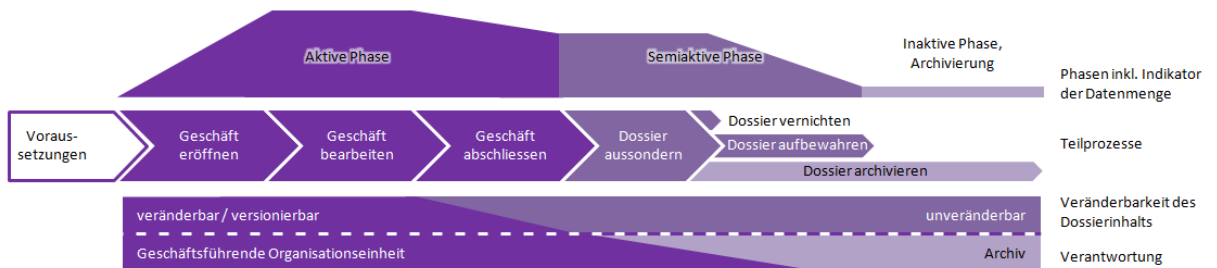 Aktive Phase
Semiaktive Phase
Inaktive Phase,
Archivierung
Phasen inkl. Indikator
der Datenmenge
Voraus-
setzungen
Geschäft
eröffnen
Geschäft
bearbeiten
Geschäft
abschliessen
Dossier
aussondern
Dossier vernichten
Dossier aufbewahren
Dossier archivieren
Teilprozesse
veränderbar / versionierbar
unveränderbar
Veränderbarkeit des
Dossierinhalts
Geschäftsführende Organisationseinheit
Archiv
Verantwortung